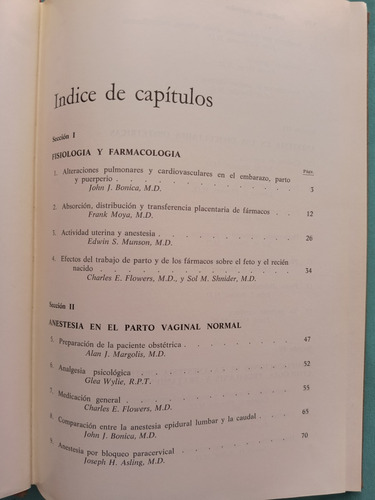 Indice de capítulos
Sección I
FISIOLOGIA Y FARMACOLOGIA
Págs.
1. Alteraciones pulmonares y cardiovasculares en el embarazo, parto
y puerperio 3
John J. Bonica, M.D.
2. Absorción, distribución y transferencia placentaria de fármacos 12
Frank Moya, M.D.
3. Actividad uterina y anestesia 26
Edwin S. Munson, M.D.
4. Efectos del trabajo de parto y de los fármacos sobre el feto y el recién
nacido 34
Charles E. Flowers, M.D., y Sol M. Shnider, M.D.
Sección II
ANESTESIA EN EL PARTO VAGINAL NORMAL
5. Preparación de la paciente obstétrica 47
Alan J. Margolis, M.D.
6. Analgesia psicológica 52
Glea Wylie, R.P.T.
7. Medicación general 55
Charles E. Flowers, M.D.
8. Comparación entre la anestesia epidural lumbar y la caudal 65
John J. Bonica, M.D.
9. Anestesia por bloqueo paracervical 70
Joseph H. Asling, M.D.